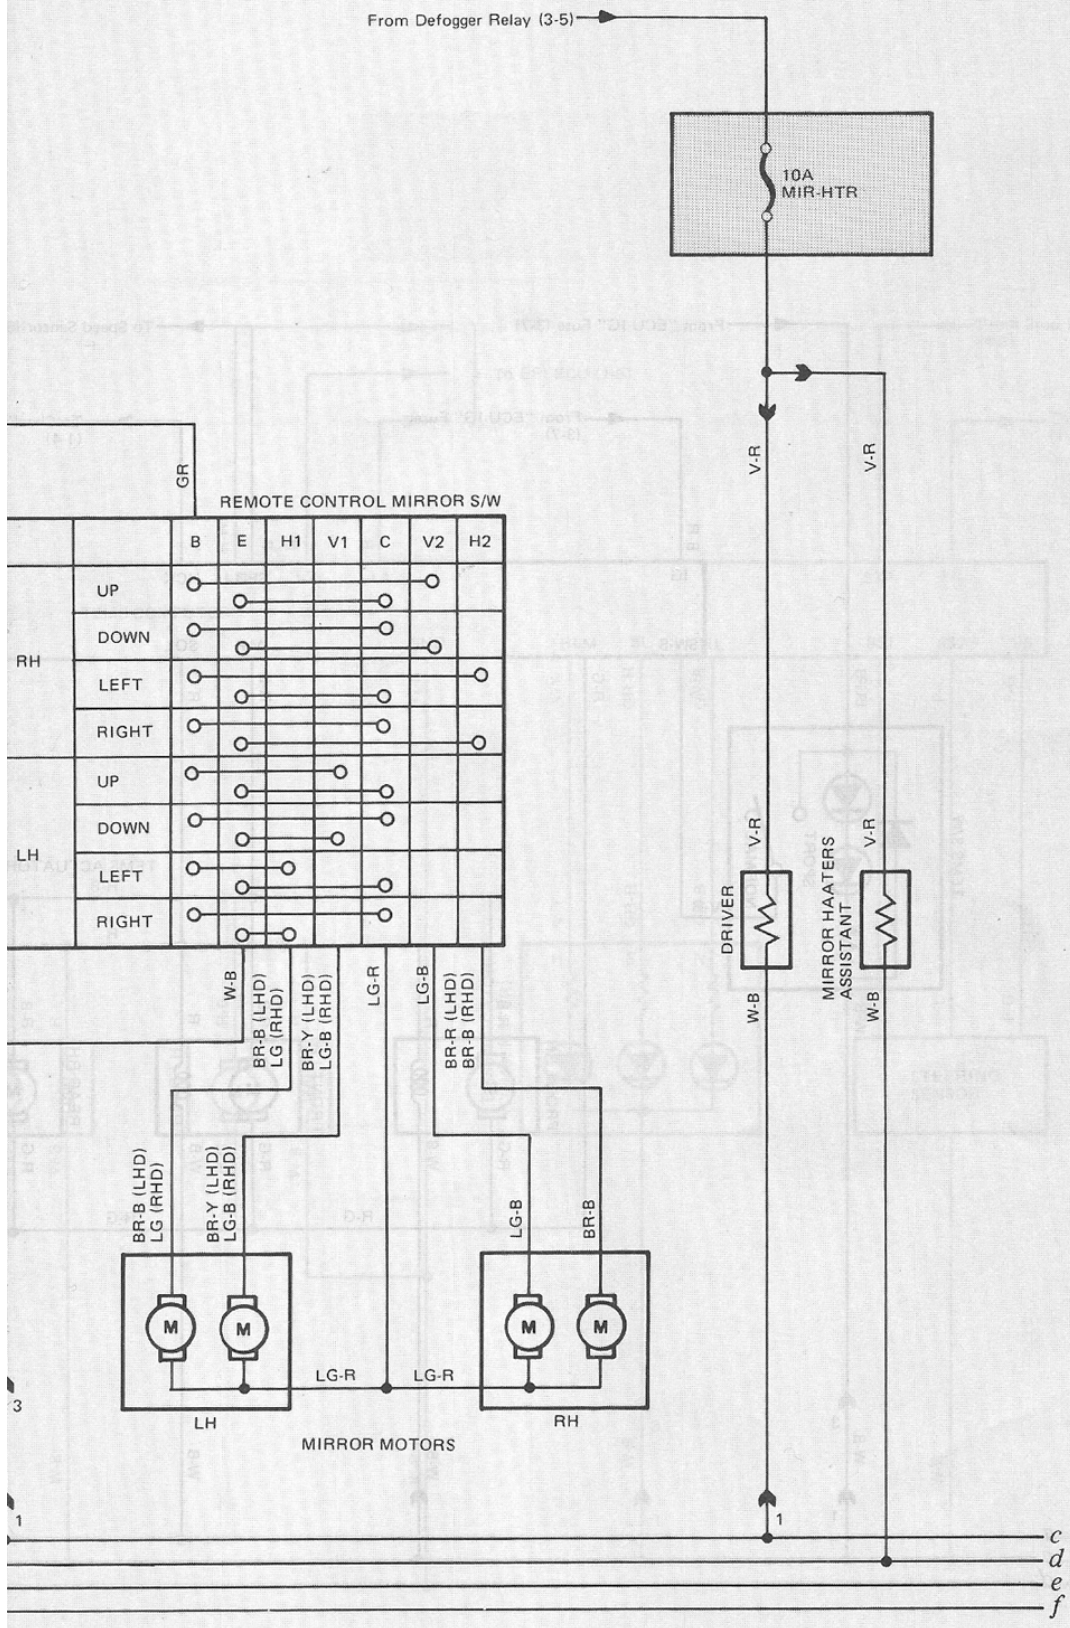 From Defogger Relay (3-5)
10A
MIR-HTR
V-R
V-R
GR
REMOTE CONTROL MIRROR S/W
B E H1 V1 C V2 H2
RH
UP
DOWN
LEFT
RIGHT
LH
UP
DOWN
LEFT
RIGHT
V-R
V-R
DRIVER
MIRROR HAATERS
ASSISTANT
W-B
W-B
W-B
BR-B (LHD)
LG (RHD)
BR-Y (LHD)
LG-B (RHD)
LG-R
LG-B
BR-R (LHD)
BR-B (RHD)
BR-B (LHD)
LG (RHD)
BR-Y (LHD)
LG-B (RHD)
LG-B
BR-B
M M M M
LG-R LG-R
LH
RH
MIRROR MOTORS
3
1
1
c
d
e
f